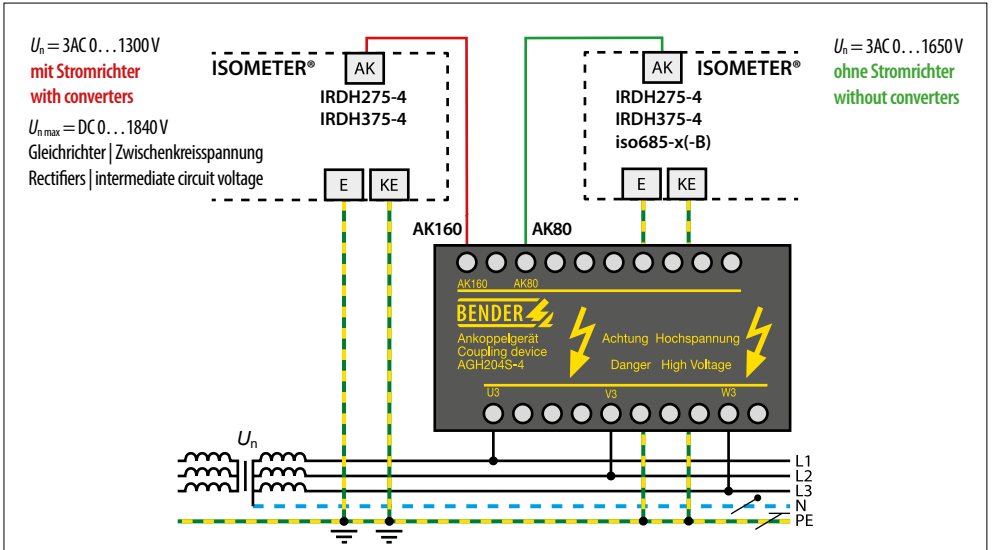 Un = 3AC 0…1300 V
mit Stromrichter
with converters
Un max = DC 0…1840 V
Gleichrichter | Zwischenkreisspannung
Rectifiers | intermediate circuit voltage
ISOMETER®
AK
IRDH275-4
IRDH375-4
E
KE
AK
ISOMETER®
IRDH275-4
IRDH375-4
iso685-x(-B)
E
KE
Un = 3AC 0…1650 V
ohne Stromrichter
without converters
AK160
AK80
AK160
AK80
BENDER
Ankoppelgerät
Coupling device
AGH204S-4
Achtung Hochspannung
Danger High Voltage
U3
V3
W3
Un
L1
L2
L3
N
PE